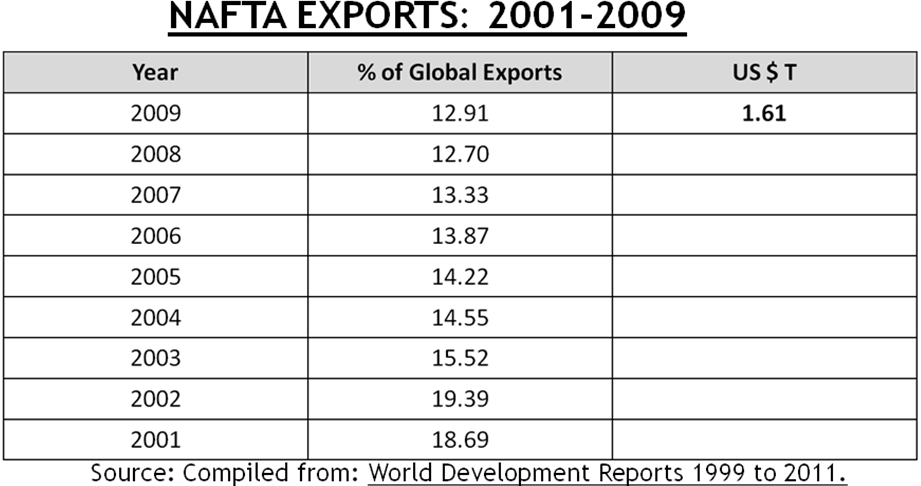 NAFTA EXPORTS: 2001-2009
Year % of Global Exports US $ T
2009 12.91 1.61
2008 12.70
2007 13.33
2006 13.87
2005 14.22
2004 14.55
2003 15.52
2002 19.39
2001 18.69
Source: Compiled from: World Development Reports 1999 to 2011.